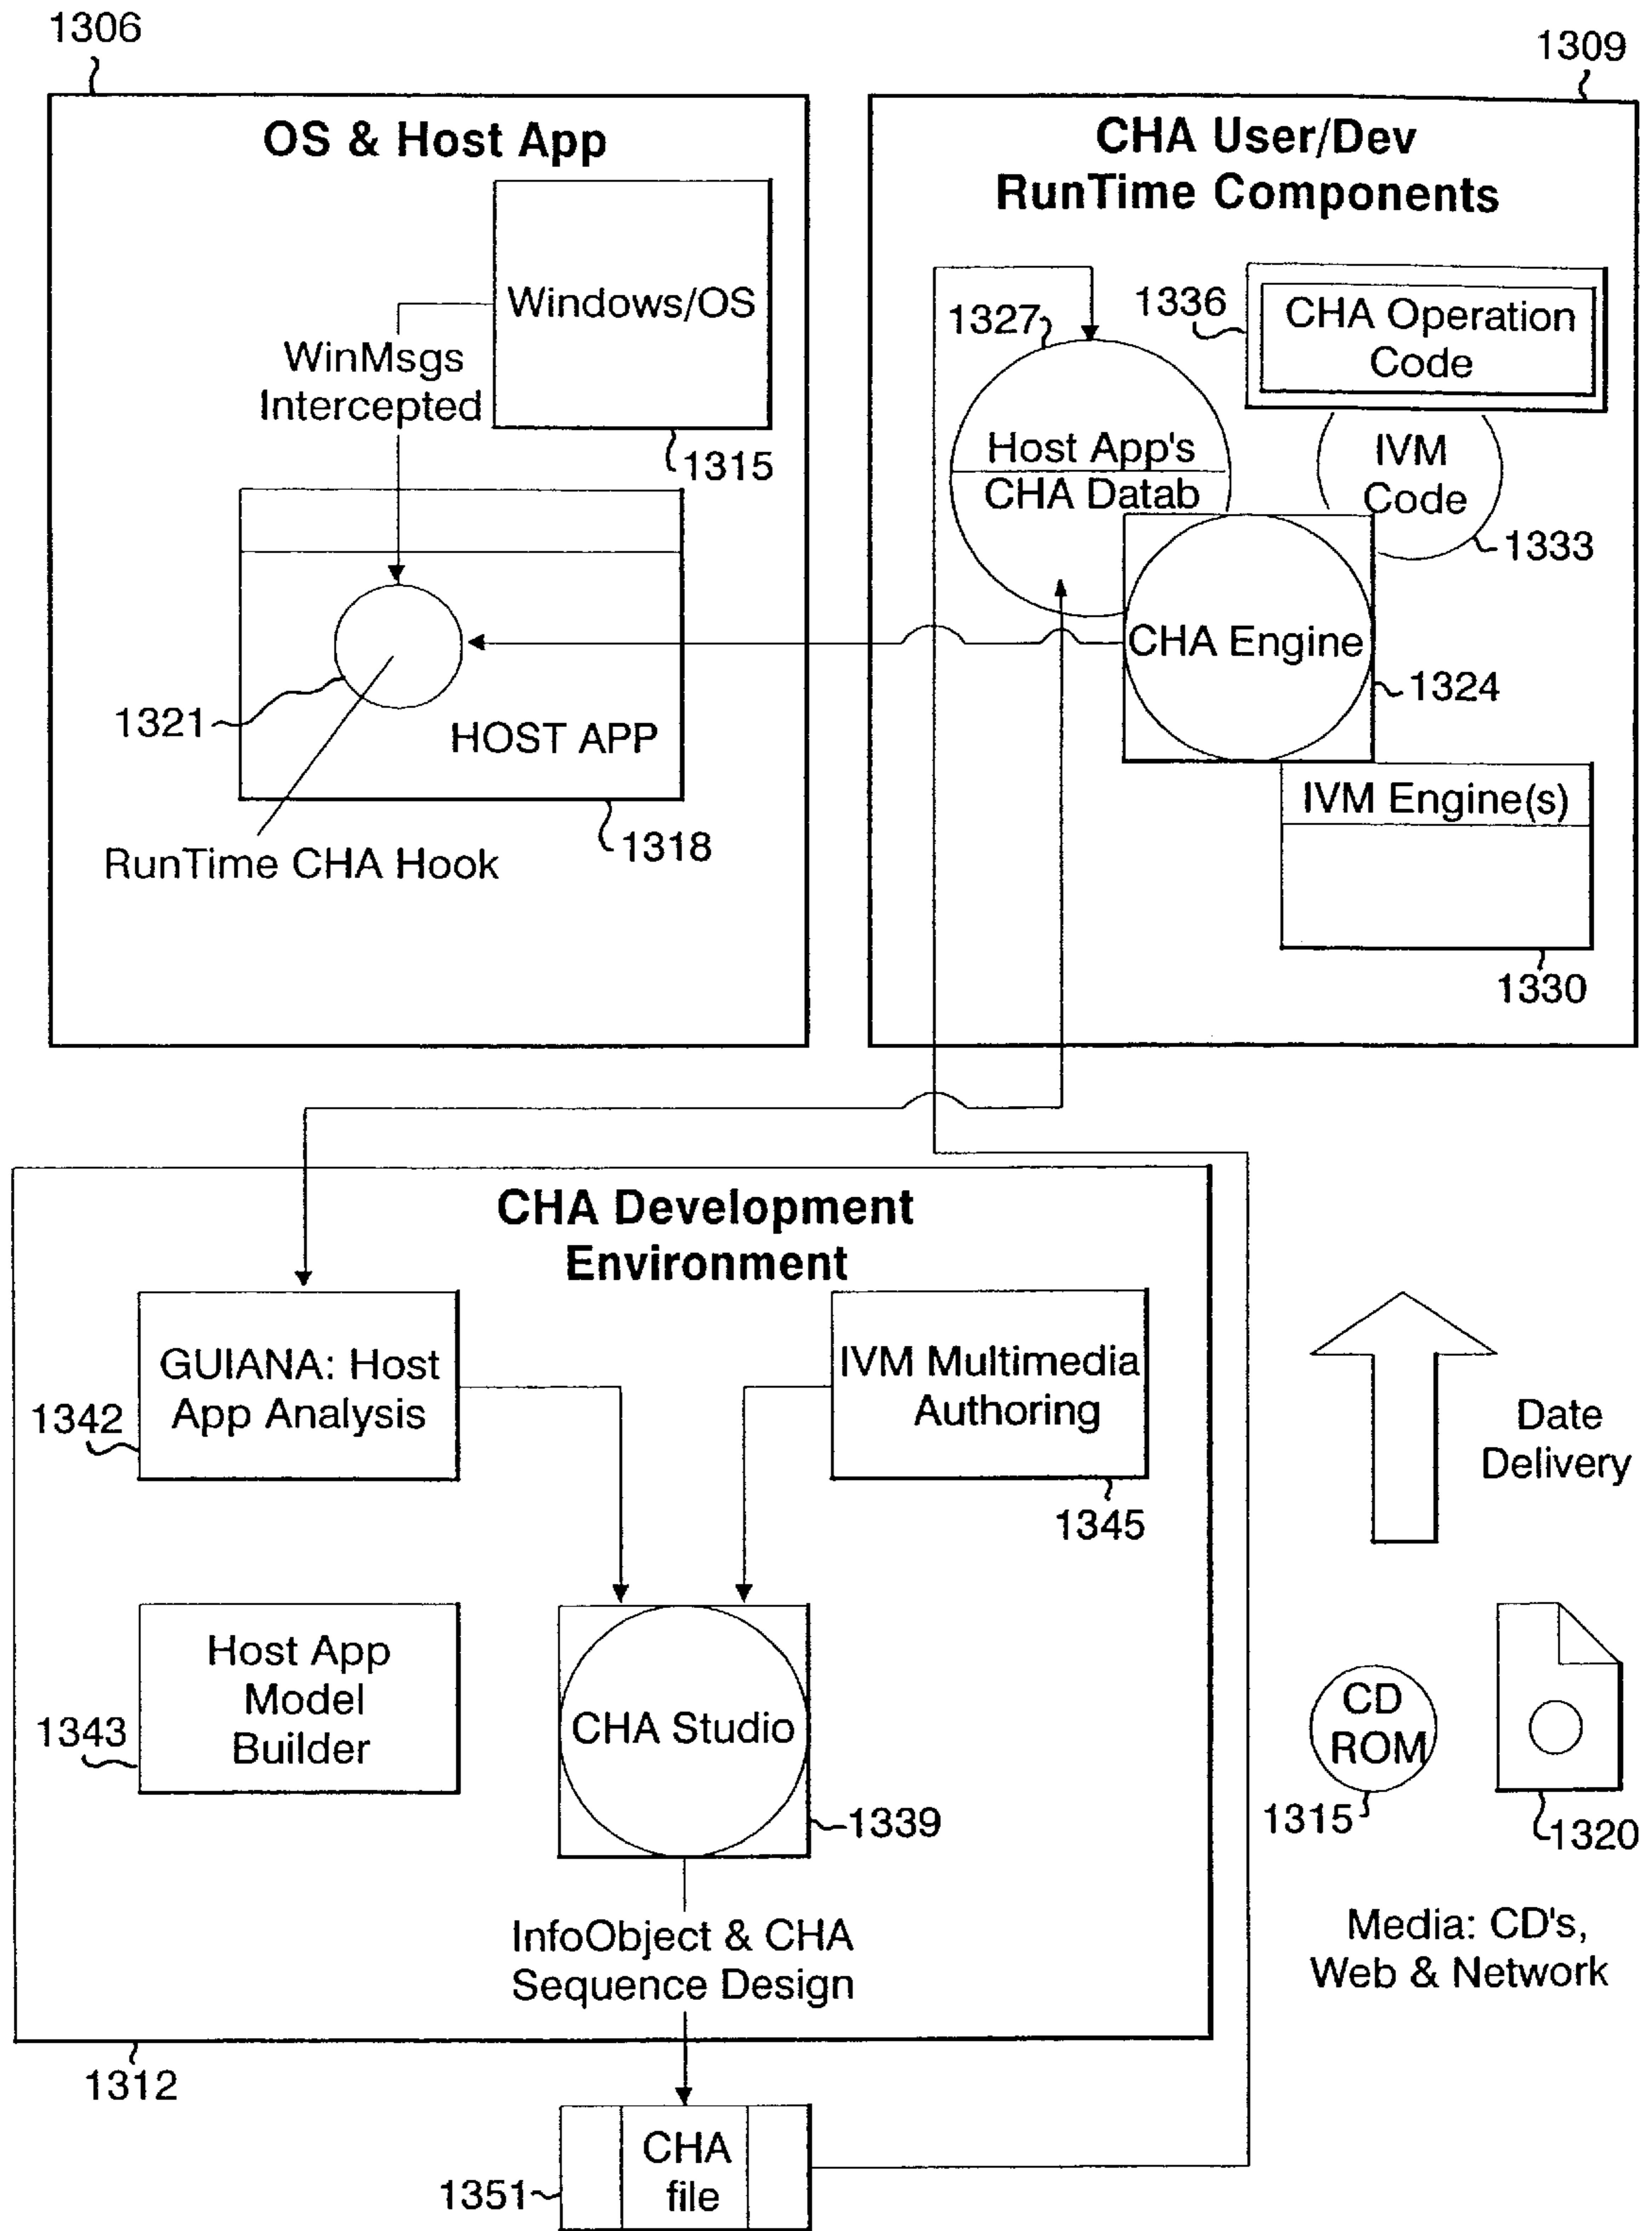 1306
1309
OS & Host App
CHA User/Dev
RunTime Components
Windows/OS
WinMsgs
Intercepted
1315
1327
1336
CHA Operation
Code
Host App's
CHA Datab
IVM
Code
1333
CHA Engine
1324
1321
HOST APP
IVM Engine(s)
1318
RunTime CHA Hook
1330
CHA Development
Environment
GUIANA: Host
App Analysis
1342
IVM Multimedia
Authoring
1345
Date
Delivery
Host App
Model
Builder
1343
CHA Studio
1339
CD
ROM
1315
1320
InfoObject & CHA
Sequence Design
Media: CD's,
Web & Network
1312
CHA
file
1351